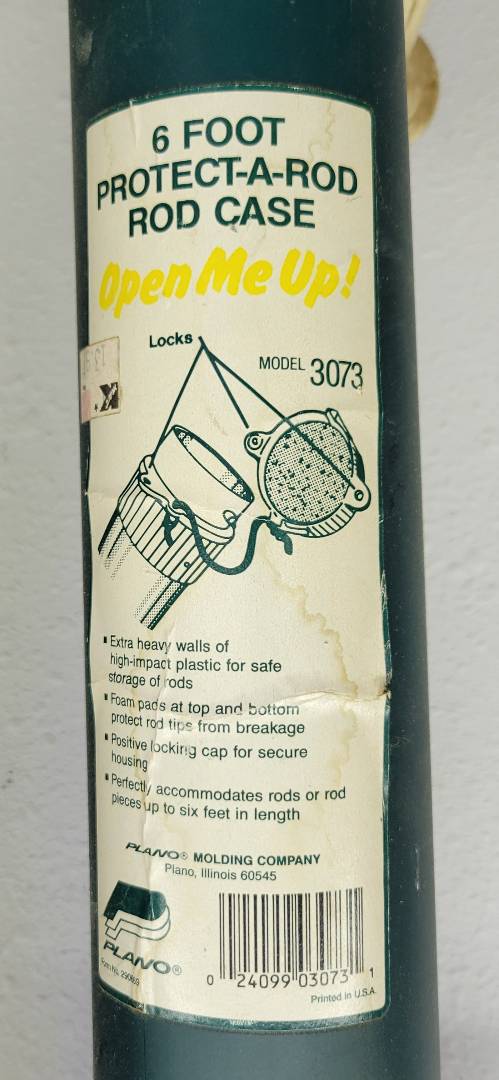 6 FOOT
PROTECT-A-ROD
ROD CASE
Open Me Up!
Locks
MODEL 3073
K
▪ Extra heavy walls of
high-impact plastic for safe
storage of rods
▪ Foam pads at top and bottom
protect rod tips from breakage
▪ Positive locking cap for secure
housing
▪ Perfectly accommodates rods or rod
pieces up to six feet in length
PLANO® MOLDING COMPANY
Plano, Illinois 60545
PLANO®
Form No.
0 24099 03073 1
Printed in U.S.A.